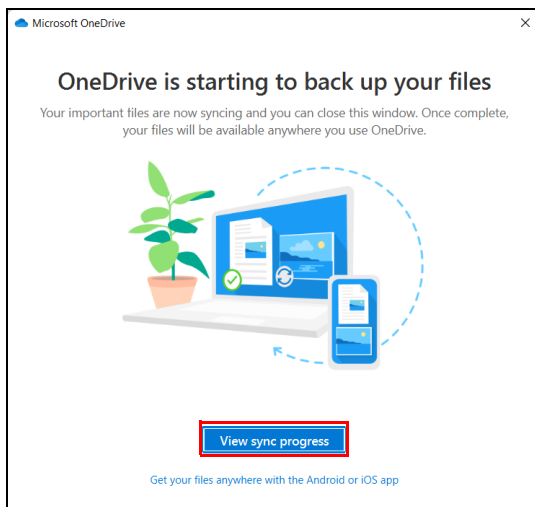 Microsoft OneDrive
OneDrive is starting to back up your files
Your important files are now syncing and you can close this window. Once complete,
your files will be available anywhere you use OneDrive.
View sync progress
Get your files anywhere with the Android or iOS app